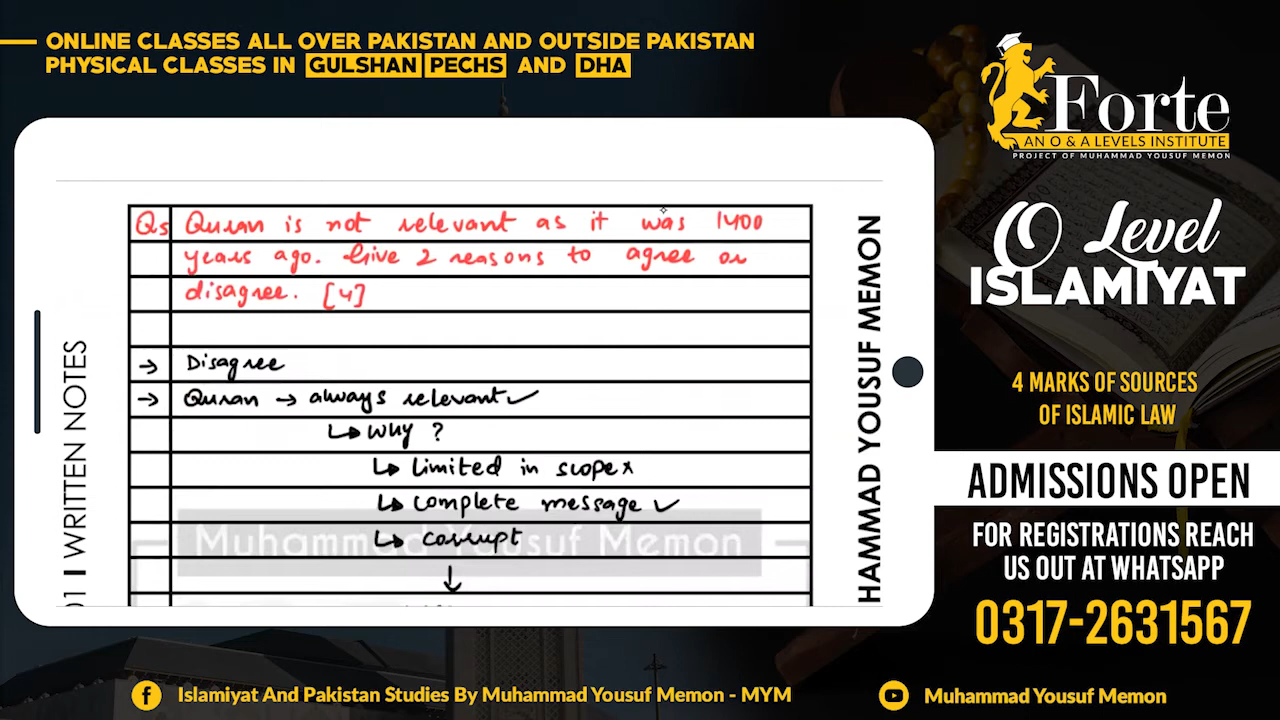 ONLINE CLASSES ALL OVER PAKISTAN AND OUTSIDE PAKISTAN
PHYSICAL CLASSES IN GULSHAN PECHS AND DHA
Forte
AN O & A LEVELS INSTITUTE
PROJECT OF MUHAMMAD YOUSUF MEMON
O Level
ISLAMIYAT
4 MARKS OF SOURCES
OF ISLAMIC LAW
ADMISSIONS OPEN
FOR REGISTRATIONS REACH
US OUT AT WHATSAPP
0317-2631567
01 | WRITTEN NOTES
Q5 Quran is not relevant as it was 1400
years ago. Give 2 reasons to agree or
disagree. [4]
→ Disagree
→ Quran → always relevant ✓
↳ Why ?
↳ Limited in scope x
↳ complete message ✓
↳ corrupt
↓
Muhammad Yousuf Memon
HAMMAD YOUSUF MEMON
Islamiyat And Pakistan Studies By Muhammad Yousuf Memon - MYM
Muhammad Yousuf Memon